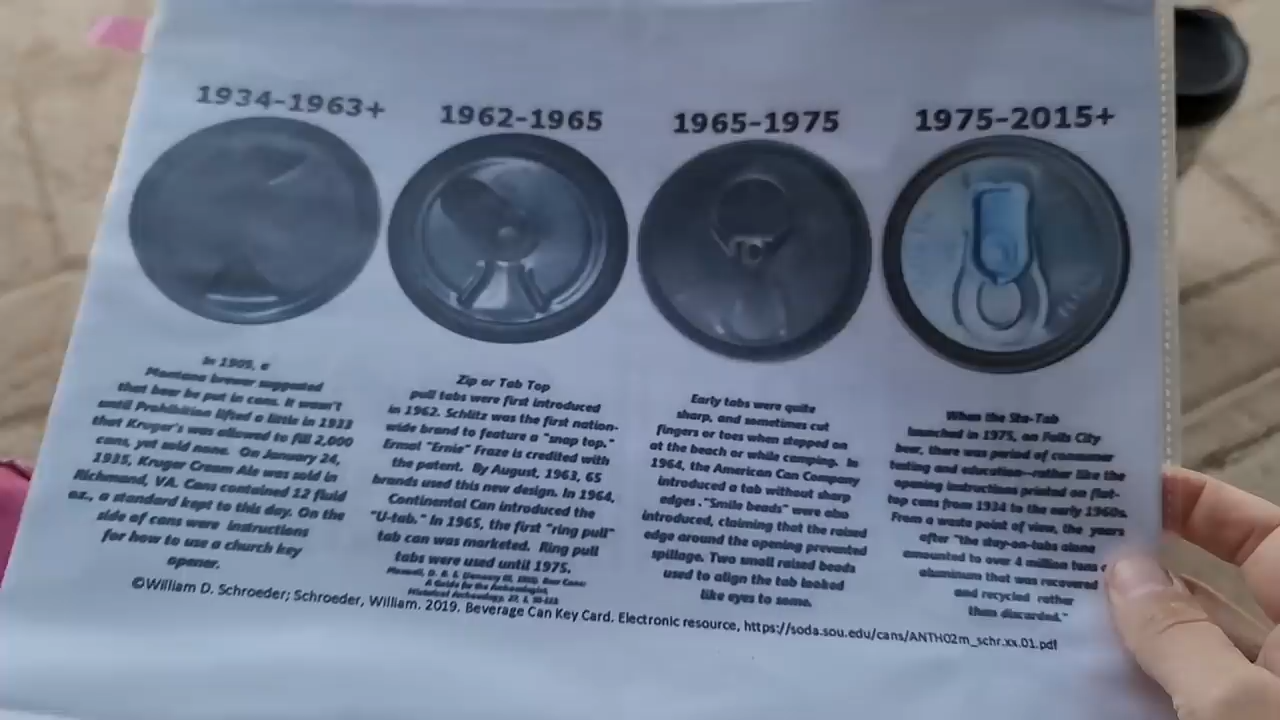 1934-1963+
In 1909, a
Montana brewer suggested
that beer be put in cans. It wasn't
until Prohibition lifted a little in 1933
that Kruger's was allowed to fill 2,000
cans, yet sold none. On January 24,
1935, Kruger Cream Ale was sold in
Richmond, VA. Cans contained 12 fluid
oz., a standard kept to this day. On the
side of cans were instructions
for how to use a church key
opener.
1962-1965
Zip or Tab Top
pull tabs were first introduced
in 1962. Schlitz was the first nation-
wide brand to feature a "snap top."
Ermal "Ernie" Fraze is credited with
the patent. By August, 1963, 65
brands used this new design. In 1964,
Continental Can introduced the
"U-tab." In 1965, the first "ring pull"
tab can was marketed. Ring pull
tabs were used until 1975.
A Guide for the Archaeologist,
Historical Archaeology, 27,
1965-1975
Early tabs were quite
sharp, and sometimes cut
fingers or toes when stepped on
at the beach or while camping. In
1964, the American Can Company
introduced a tab without sharp
edges. "Smile beads" were also
introduced, claiming that the raised
edge around the opening prevented
spillage. Two small raised beads
used to align the tab looked
like eyes to some.
1975-2015+
When the Sta-Tab
launched in 1975, on Falls City
beer, there was period of consumer
testing and education—rather like the
opening instructions printed on flat-
top cans from 1934 to the early 1960s.
From a waste point of view, the years
after "the stay-on-tabs alone
amounted to over 4 million tons
aluminum that was recovered
and recycled rather
than discarded."
©William D. Schroeder; Schroeder, William. 2019. Beverage Can Key Card. Electronic resource, https://soda.sou.edu/cans/ANTH02m_schr.xx.01.pdf